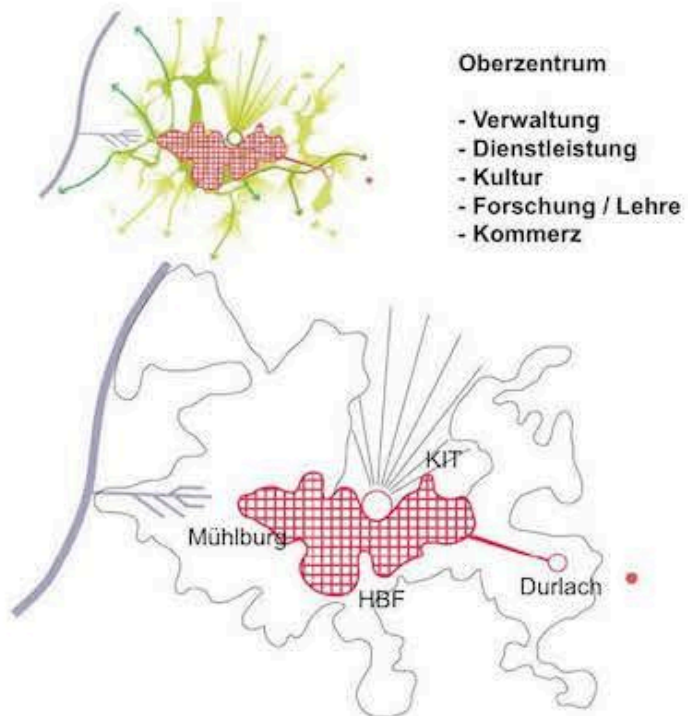 Oberzentrum
- Verwaltung
- Dienstleistung
- Kultur
- Forschung / Lehre
- Kommerz
KIT
Mühlburg
Durlach
HBF